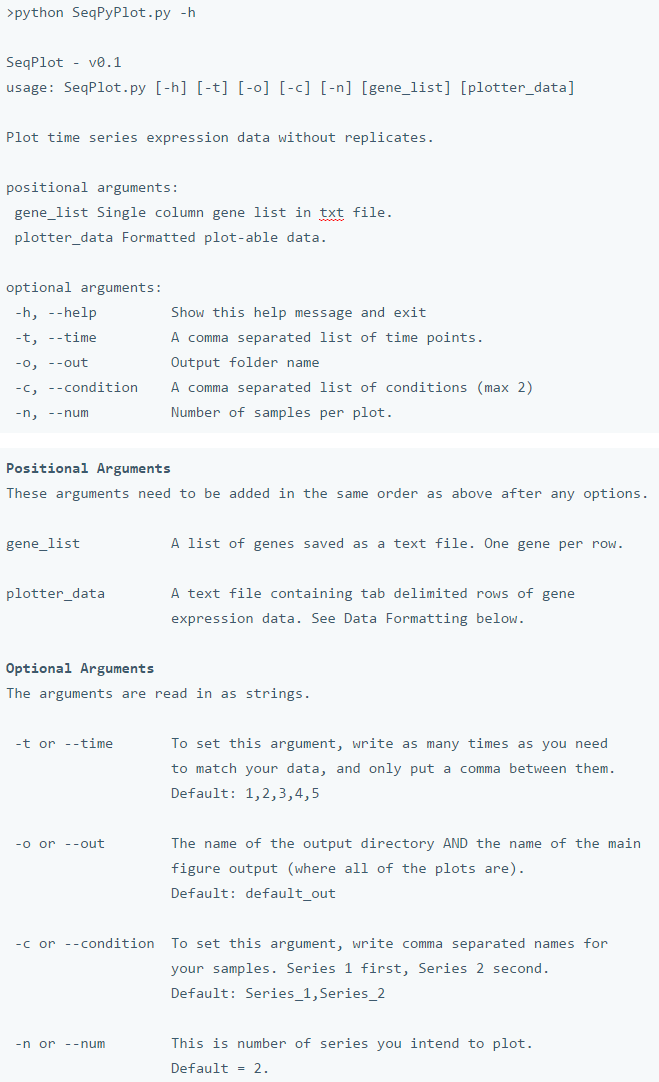 >python SeqPyPlot.py -h
SeqPlot - v0.1
usage: SeqPlot.py [-h] [-t] [-o] [-c] [-n] [gene_list] [plotter_data]
Plot time series expression data without replicates.
positional arguments:
gene_list Single column gene list in txt file.
plotter_data Formatted plot-able data.
optional arguments:
-h, --help Show this help message and exit
-t, --time A comma separated list of time points.
-o, --out Output folder name
-c, --condition A comma separated list of conditions (max 2)
-n, --num Number of samples per plot.
Positional Arguments
These arguments need to be added in the same order as above after any options.
gene_list A list of genes saved as a text file. One gene per row.
plotter_data A text file containing tab delimited rows of gene
expression data. See Data Formatting below.
Optional Arguments
The arguments are read in as strings.
-t or --time To set this argument, write as many times as you need
to match your data, and only put a comma between them.
Default: 1,2,3,4,5
-o or --out The name of the output directory AND the name of the main
figure output (where all of the plots are).
Default: default_out
-c or --condition To set this argument, write comma separated names for
your samples. Series 1 first, Series 2 second.
Default: Series_1,Series_2
-n or --num This is number of series you intend to plot.
Default = 2.